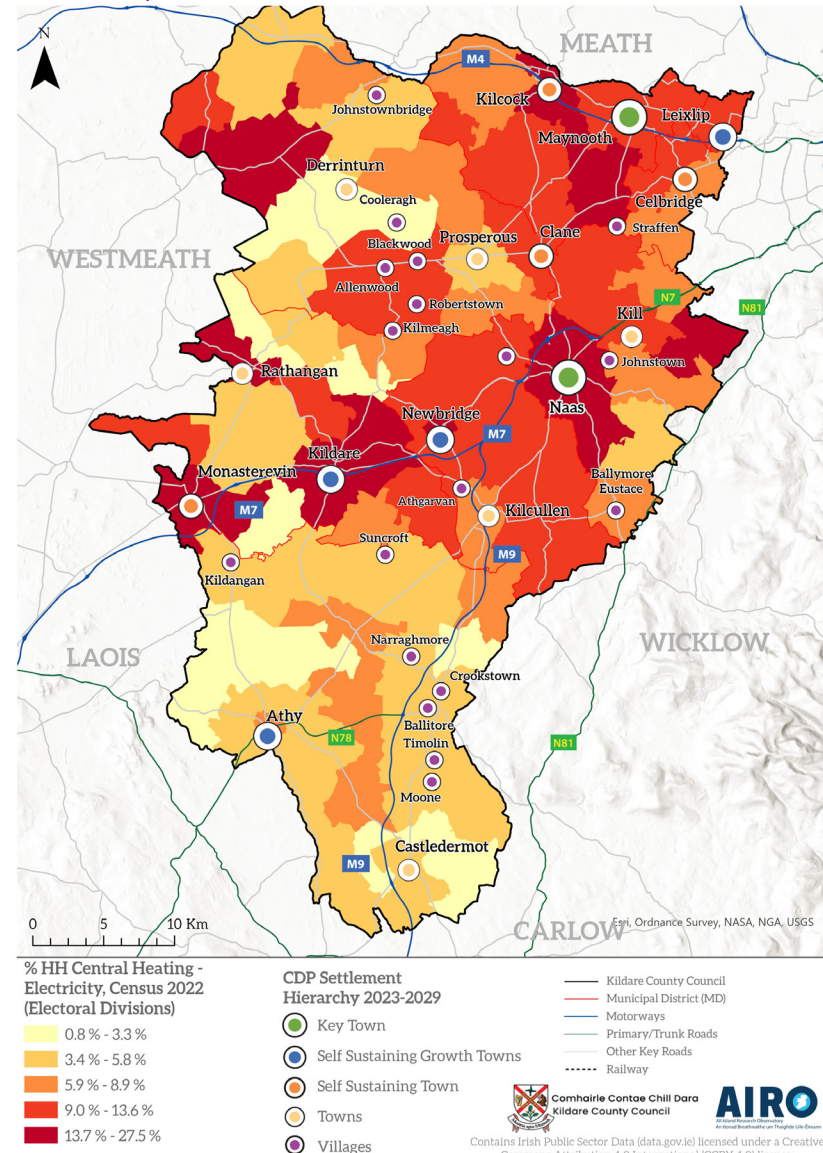 N
MEATH
M4
Kilcock
Johnstownbridge
Leixlip
Maynooth
Derrinturn
Cooleragh
Celbridge
Straffen
Clane
Prosperous
Blackwood
WESTMEATH
Allenwood
N7
N81
Robertstown
Kill
Kilmeagh
Johnstown
Rathangan
Naas
Newbridge
M7
Kildare
Monasterevin
Ballymore
Eustace
Athgarvan
M7
Kilcullen
Suncroft
M9
Kildangan
WICKLOW
Narraghmore
LAOIS
Crookstown
Athy
Ballitore
N78
N81
Timolin
Moone
Castledermot
M9
0 5 10 Km
CARLOW
Esri, Ordnance Survey, NASA, NGA, USGS
% HH Central Heating -
Electricity, Census 2022
(Electoral Divisions)
0.8 % - 3.3 %
3.4 % - 5.8 %
5.9 % - 8.9 %
9.0 % - 13.6 %
13.7 % - 27.5 %
CDP Settlement
Hierarchy 2023-2029
Key Town
Self Sustaining Growth Towns
Self Sustaining Town
Towns
Villages
Kildare County Council
Municipal District (MD)
Motorways
Primary/Trunk Roads
Other Key Roads
Railway
Comhairle Contae Chill Dara
Kildare County Council
AIRO
All-Island Research Observatory
Contains Irish Public Sector Data (data.gov.ie) licensed under a Creative